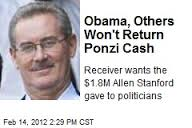 Obama, Others
Won't Return
Ponzi Cash
Receiver wants the
$1.8M Allen Stanford
gave to politicians
Feb 14, 2012 2:29 PM CST